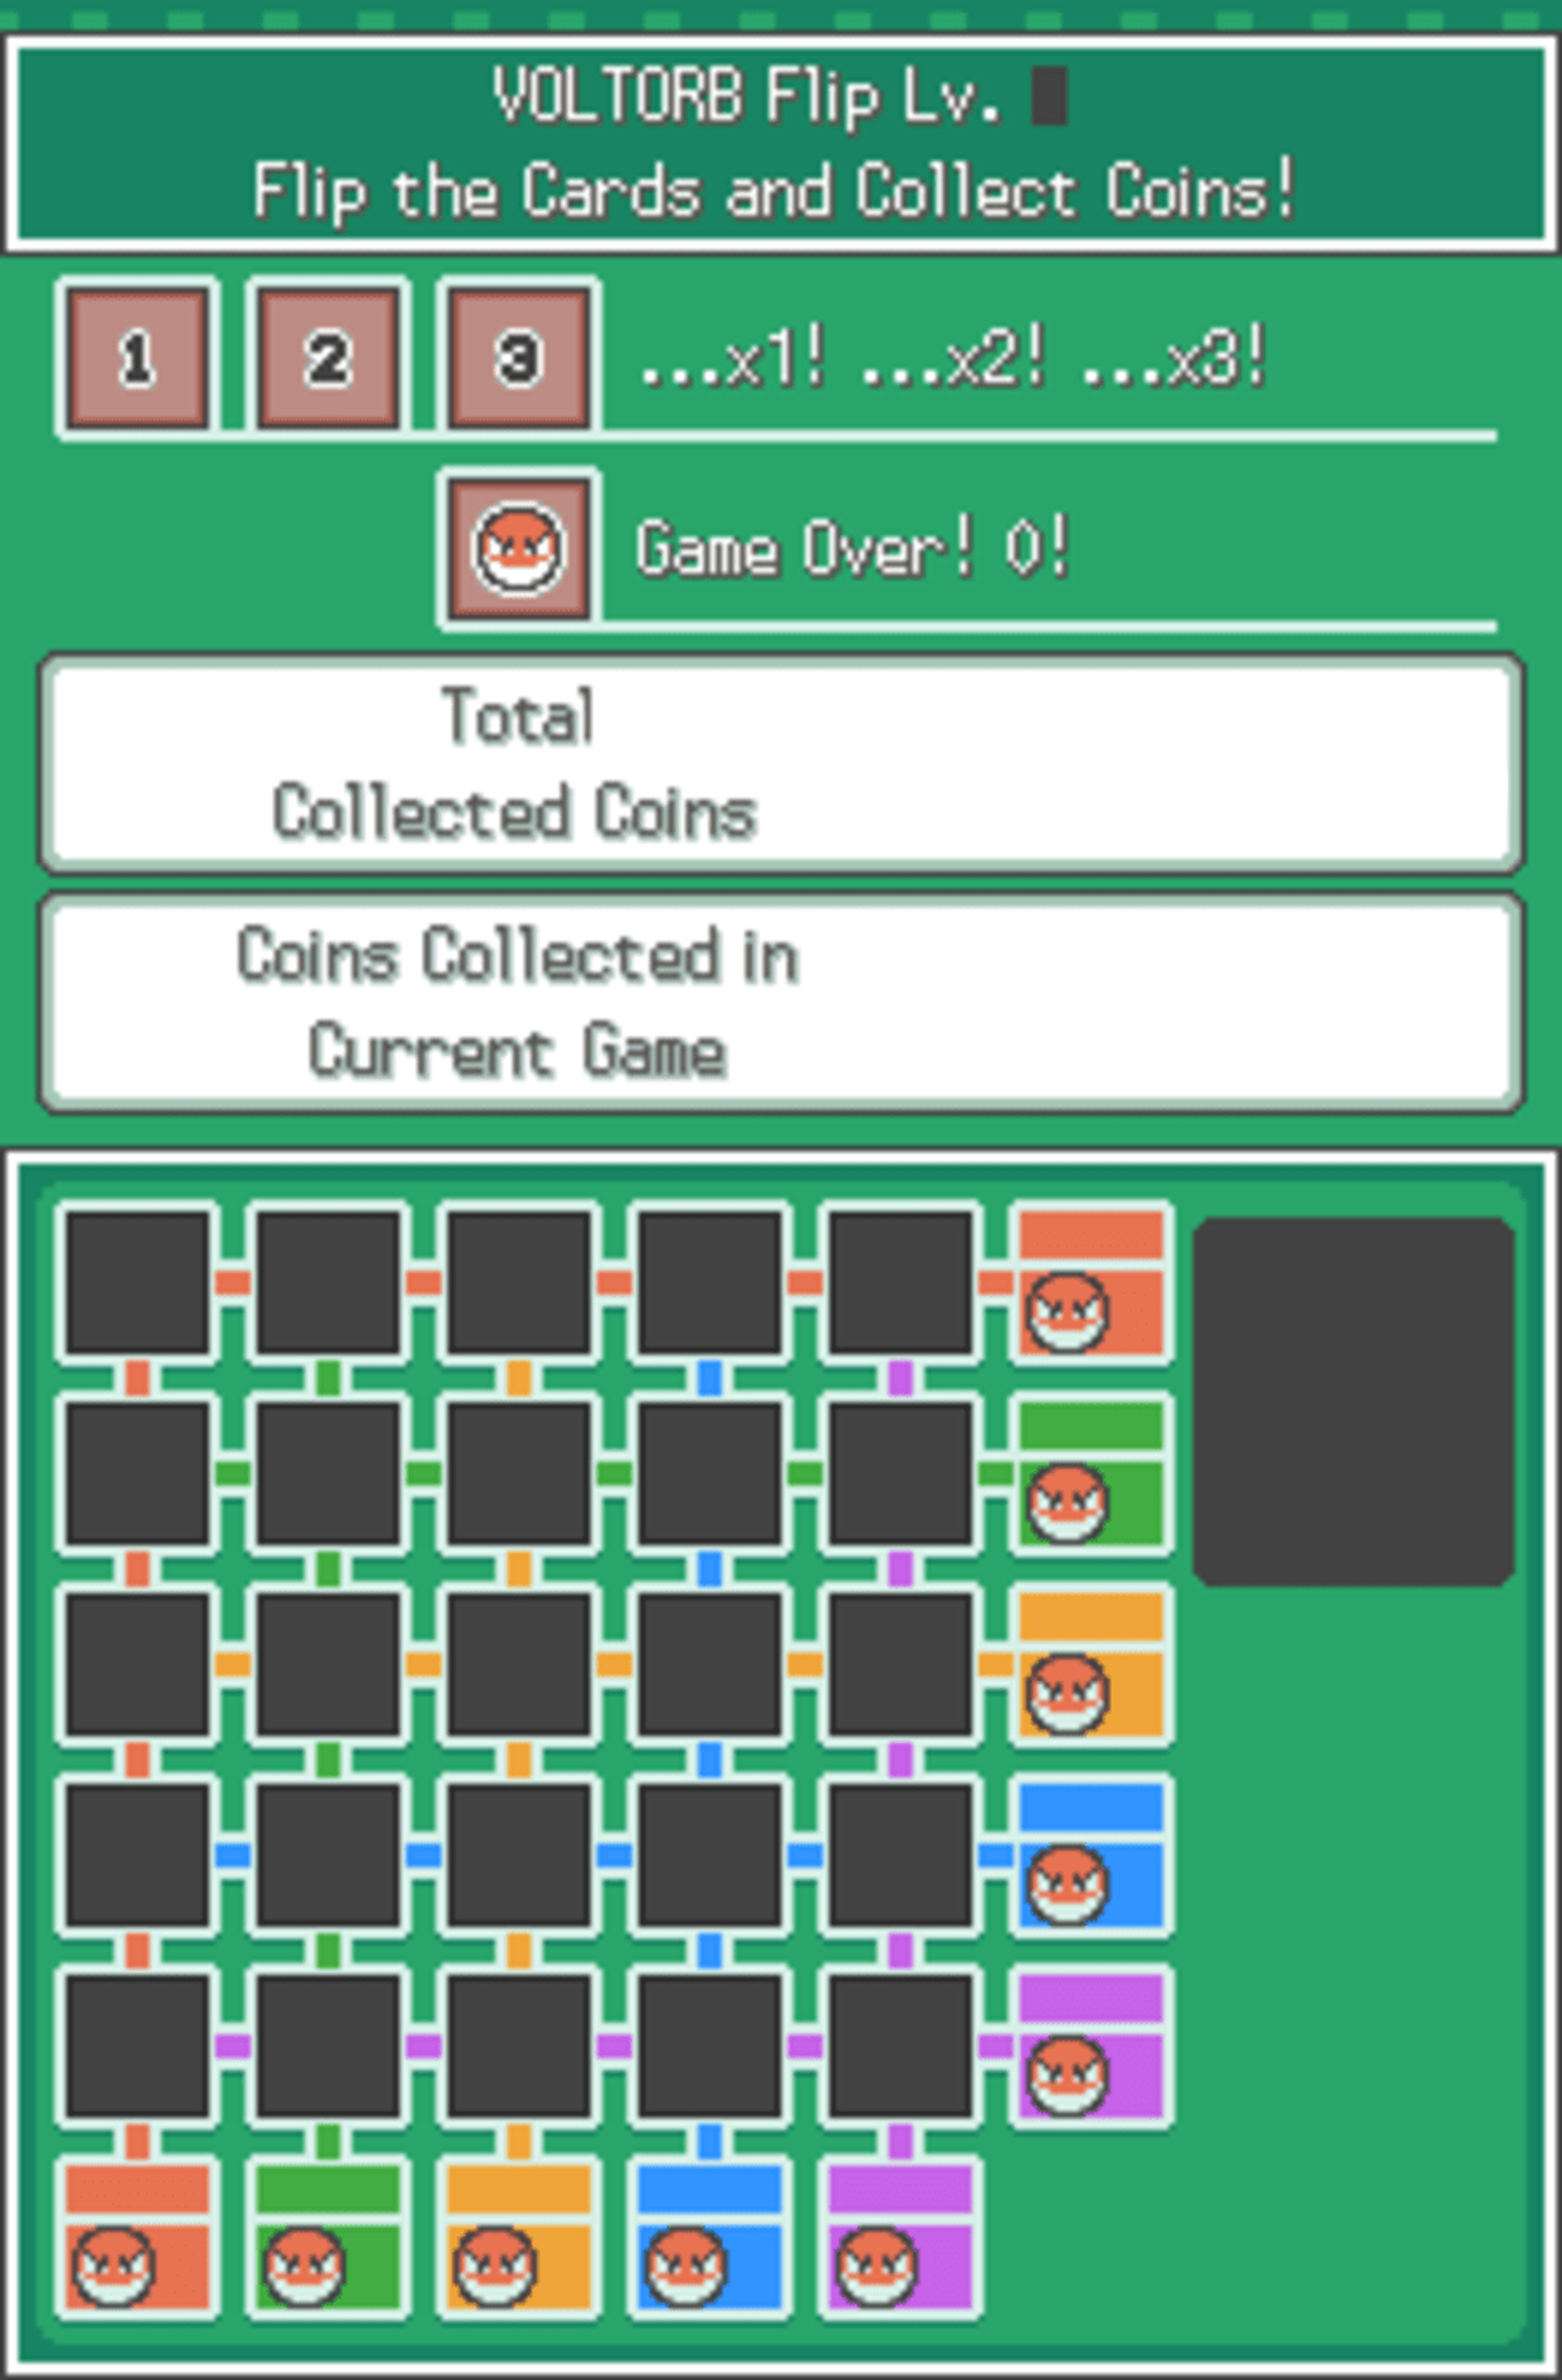 VOLTORB Flip Lv.
Flip the Cards and Collect Coins!
1 2 3 ...x1! ...x2! ...x3!
Game Over! 0!
Total
Collected Coins
Coins Collected in
Current Game